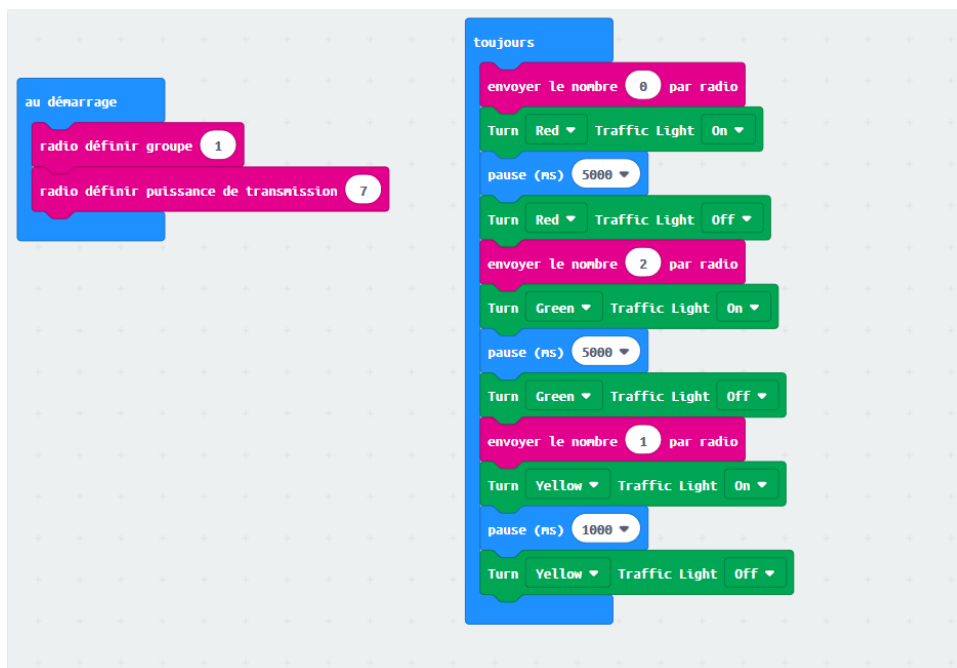 au démarrage
radio définir groupe 1
radio définir puissance de transmission 7
toujours
envoyer le nombre 0 par radio
Turn Red Traffic Light On
pause (ms) 5000
Turn Red Traffic Light Off
envoyer le nombre 2 par radio
Turn Green Traffic Light On
pause (ms) 5000
Turn Green Traffic Light Off
envoyer le nombre 1 par radio
Turn Yellow Traffic Light On
pause (ms) 1000
Turn Yellow Traffic Light Off